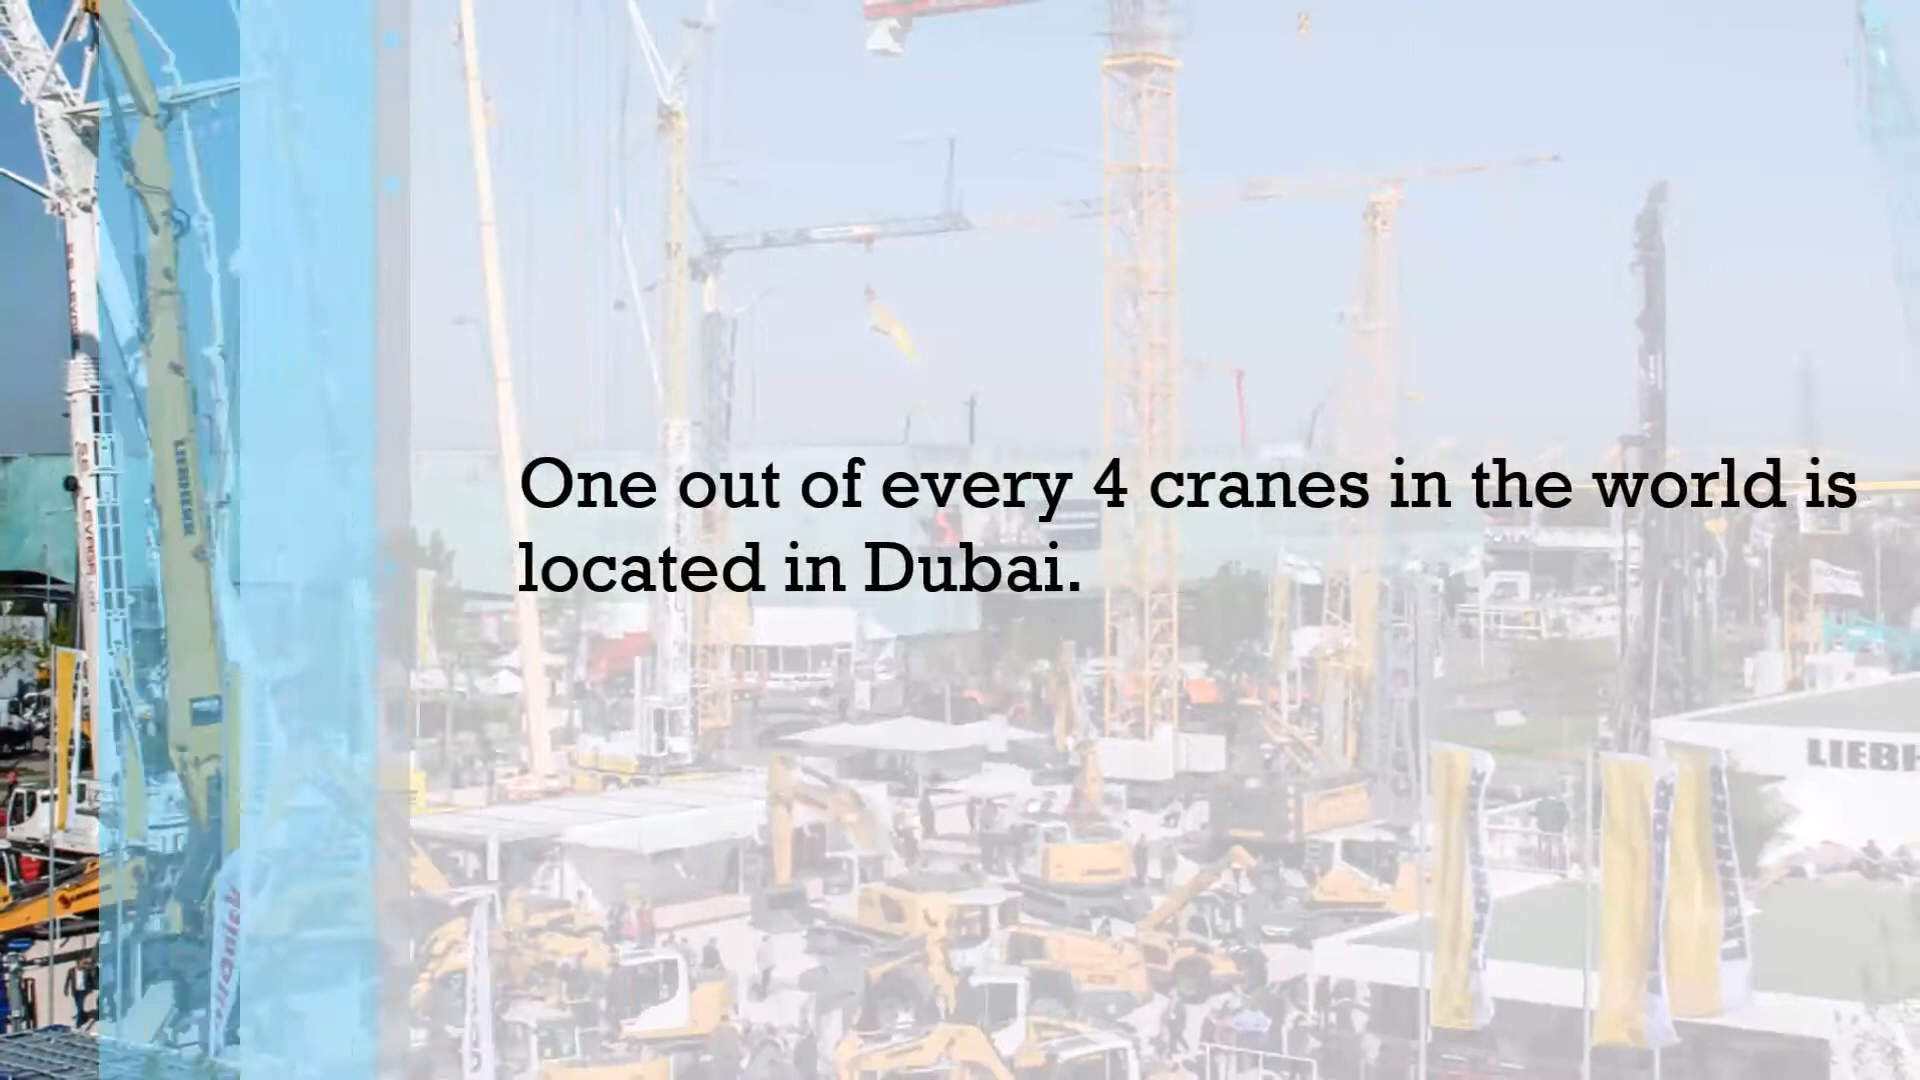 One out of every 4 cranes in the world is
located in Dubai.
LIEBHERR
LIEBH